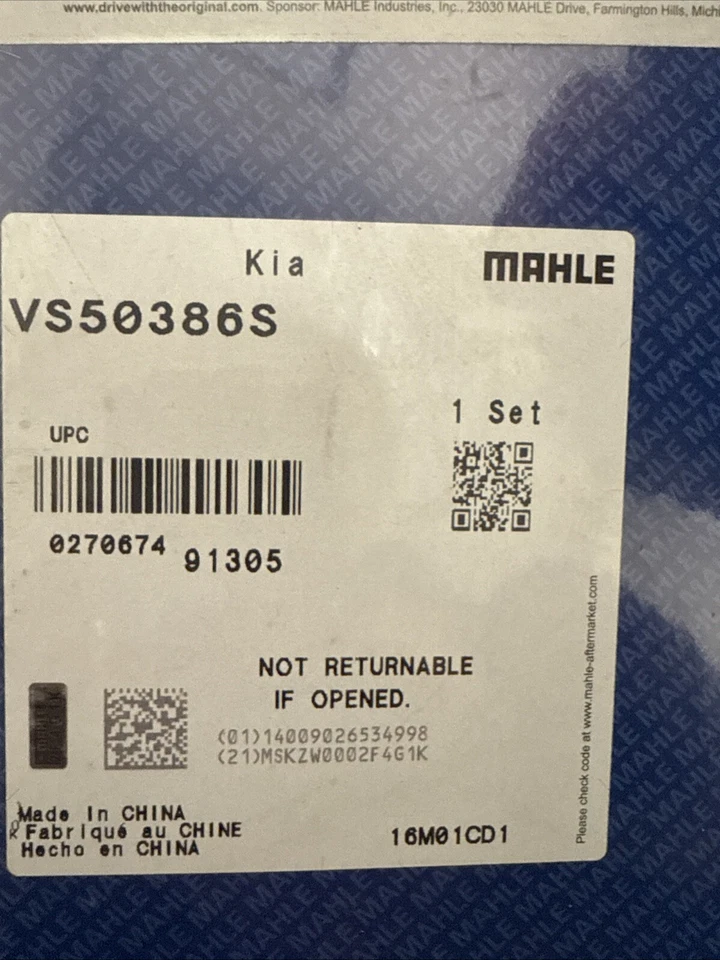 www.drivewiththeoriginal.com. Sponsor: MAHLE Industries, Inc., 23030 MAHLE Drive, Farmington Hills, Michi
Kia
MAHLE
VS50386S
1 Set
UPC
0270674 91305
NOT RETURNABLE
IF OPENED.
(01)14009026534998
(21)MSKZW0002F4G1K
Made In CHINA
Fabriqué au CHINE
Hecho en CHINA
16M01CD1
Please check code at www.mahle-aftermarket.com